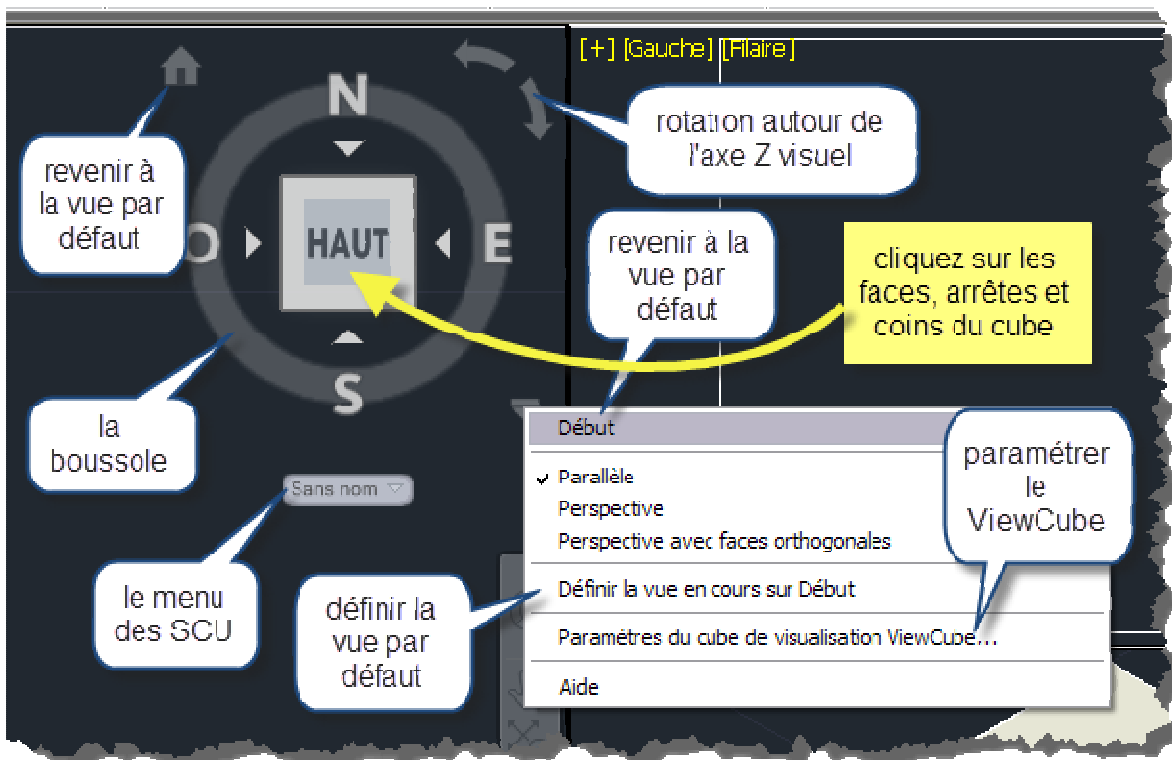 [+] [Gauche] [Filaire]
N
rotation autour de
l'axe Z visuel
revenir à
la vue par
défaut
O
HAUT
E
revenir à la
vue par
défaut
cliquez sur les
faces, arrêtes et
coins du cube
S
la
boussole
Début
paramétrer
le
ViewCube
Parallèle
Perspective
Perspective avec faces orthogonales
Sans nom
Définir la vue en cours sur Début
le menu
des SCU
définir la
vue par
défaut
Paramètres du cube de visualisation ViewCube...
Aide